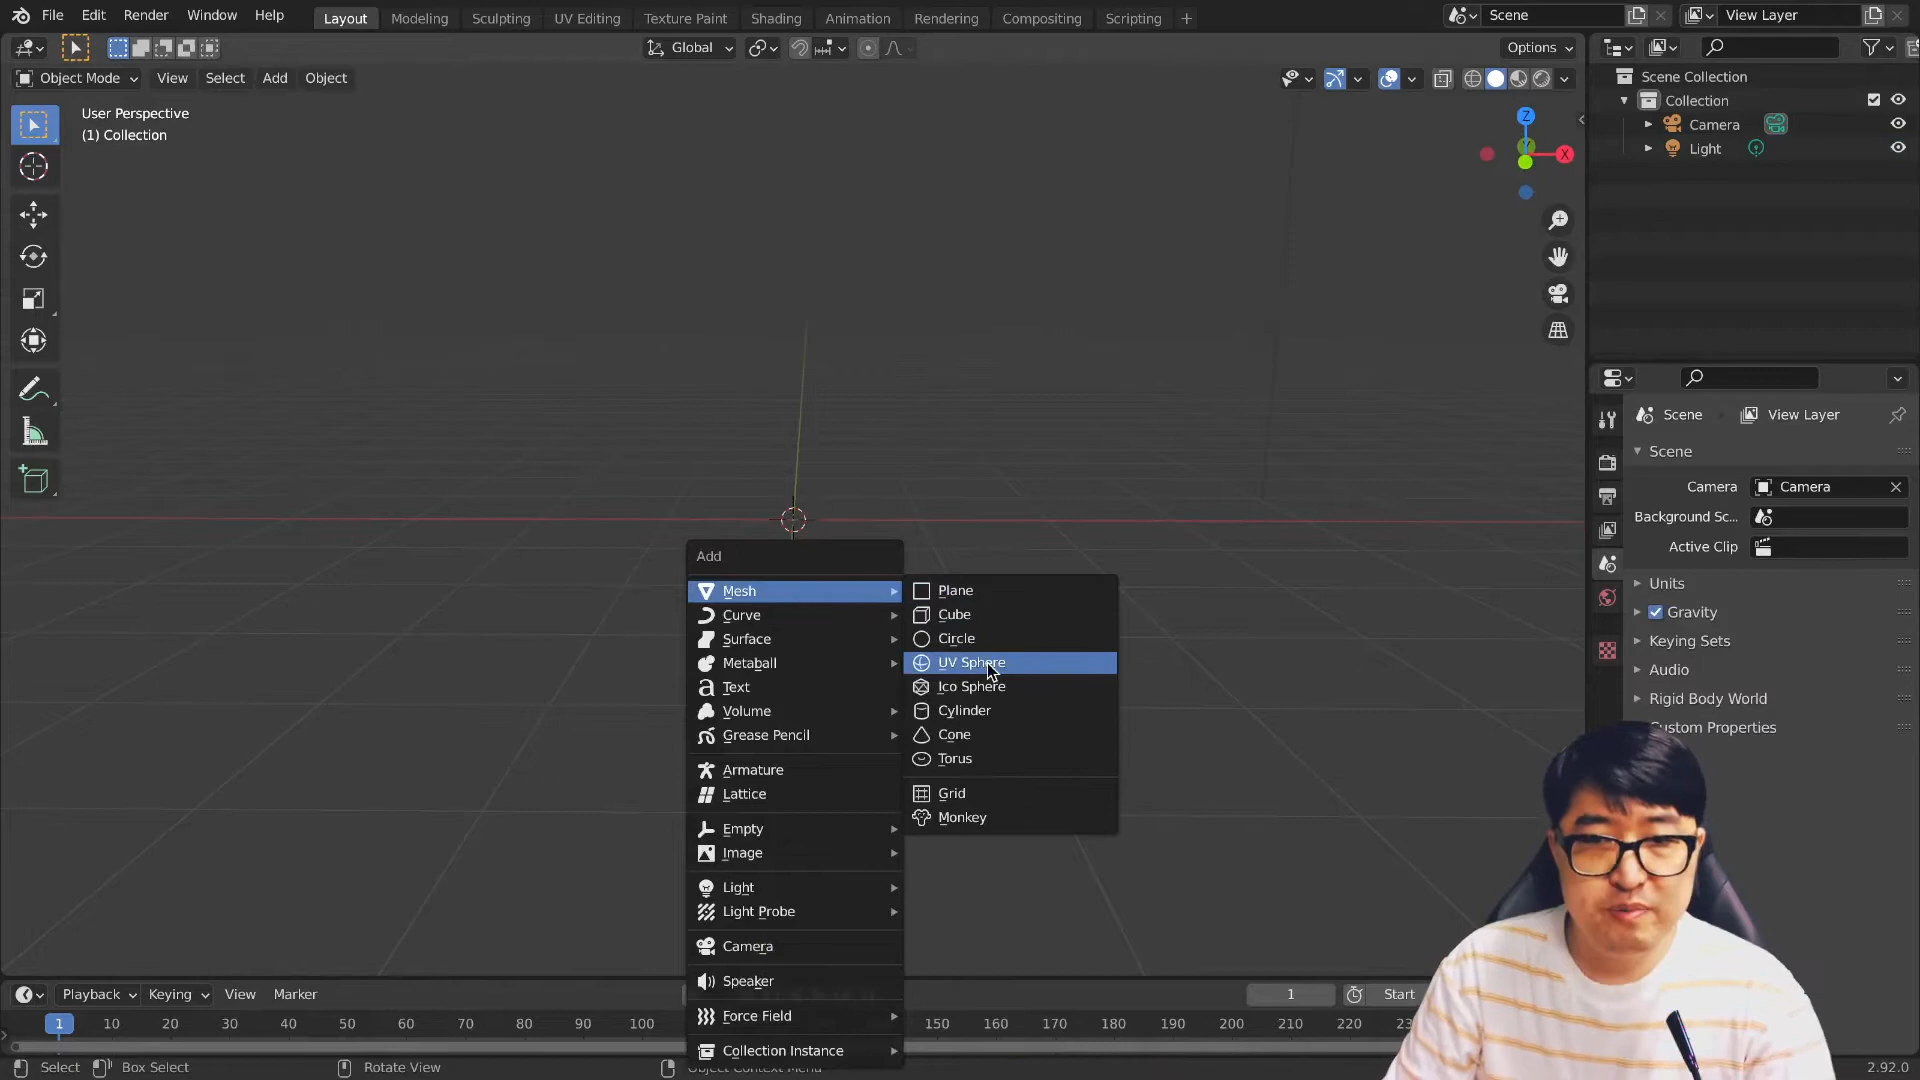 File Edit Render Window Help Layout Modeling Sculpting UV Editing Texture Paint Shading Animation Rendering Compositing Scripting + Scene View Layer
Global Options
Object Mode View Select Add Object
User Perspective
(1) Collection
Z
Y
X
Scene Collection
Collection
Camera
Light
Scene View Layer
Scene
Camera Camera
Background Sc...
Active Clip
Units
Gravity
Keying Sets
Audio
Rigid Body World
Custom Properties
Add
Mesh
Curve
Surface
Metaball
Text
Volume
Grease Pencil
Armature
Lattice
Empty
Image
Light
Light Probe
Camera
Speaker
Force Field
Collection Instance
Plane
Cube
Circle
UV Sphere
Ico Sphere
Cylinder
Cone
Torus
Grid
Monkey
Playback Keying View Marker 1 Start
1 10 20 30 40 50 60 70 80 90 100 150 160 170 180 190 200 210 220
Select Box Select Rotate View Object Context Menu 2.92.0